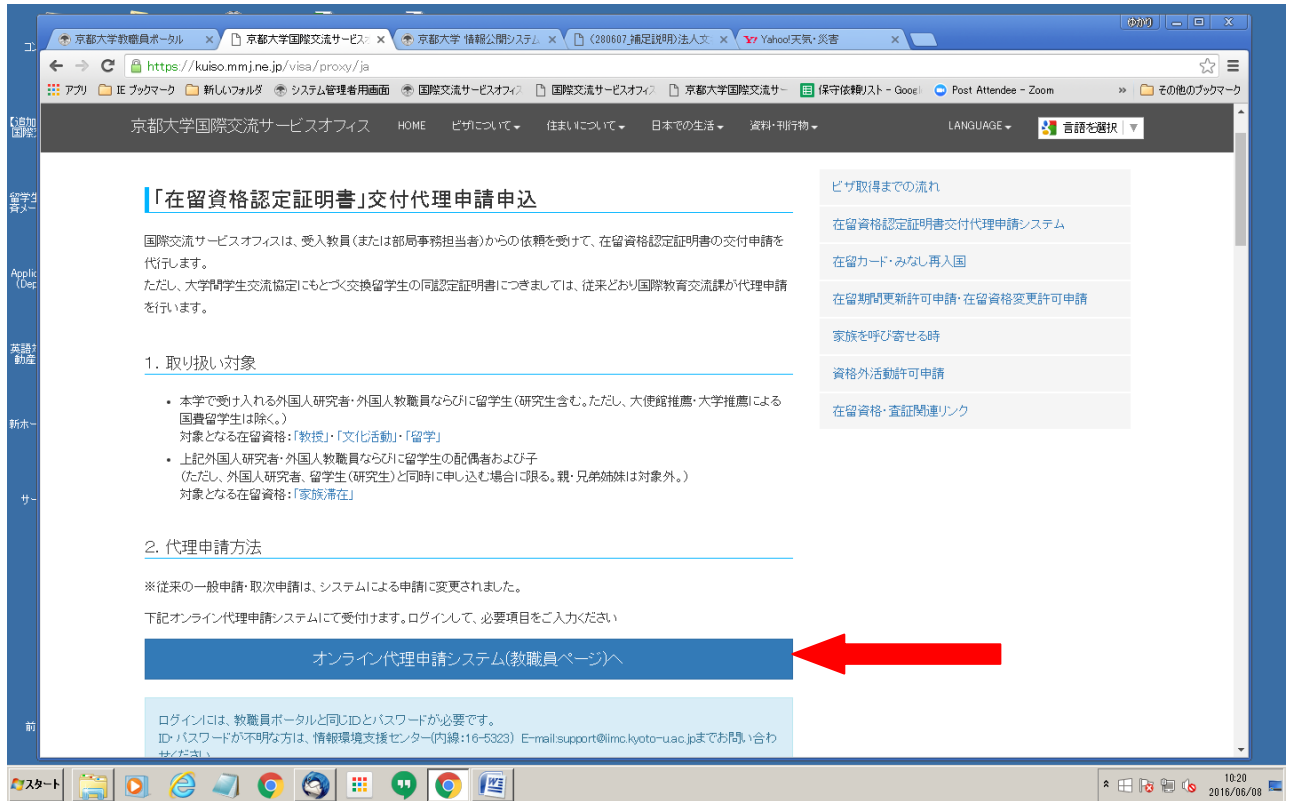 ゆかり
京都大学教職員ポータル
京都大学国際交流サービス
京都大学 情報公開システム
(280607_補足説明)法人文
Yahoo!天気・災害
https://kuiso.mmj.ne.jp/visa/proxy/ja
アプリ
IE ブックマーク
新しいフォルダ
システム管理者用画面
国際交流サービスオフィス
国際交流サービスオフィス
京都大学国際交流サー
保守依頼リスト - Googl
Post Attendee - Zoom
»
その他のブックマーク
京都大学国際交流サービスオフィス
HOME
ビザについて
住まいについて
日本での生活
資料・刊行物
LANGUAGE
言語を選択
「在留資格認定証明書」交付代理申請申込
国際交流サービスオフィスは、受入教員(または部局事務担当者)からの依頼を受けて、在留資格認定証明書の交付申請を
代行します。
ただし、大学間学生交流協定にもとづく交換留学生の同認定証明書につきましては、従来どおり国際教育交流課が代理申請
を行います。
1. 取り扱い対象
• 本学で受け入れる外国人研究者・外国人教職員ならびに留学生(研究生含む。ただし、大使館推薦・大学推薦による
国費留学生は除く。)
対象となる在留資格:「教授」・「文化活動」・「留学」
• 上記外国人研究者・外国人教職員ならびに留学生の配偶者および子
(ただし、外国人研究者、留学生(研究生)と同時に申し込む場合に限る。親・兄弟姉妹は対象外。)
対象となる在留資格:「家族滞在」
2. 代理申請方法
※従来の一般申請・取次申請は、システムによる申請に変更されました。
下記オンライン代理申請システムにて受付けます。ログインして、必要項目をご入力ください
オンライン代理申請システム(教職員ページ)へ
ログインには、教職員ポータルと同じIDとパスワードが必要です。
ID・パスワードが不明な方は、情報環境支援センター(内線:16-5323) E-mail:support@iimc.kyoto-u.ac.jpまでお問い合わ
せください。
ビザ取得までの流れ
在留資格認定証明書交付代理申請システム
在留カード・みなし再入国
在留期間更新許可申請・在留資格変更許可申請
家族を呼び寄せる時
資格外活動許可申請
在留資格・査証関連リンク
コン
【追加
国際
留学生
斉メー
Applic
(Dep
英語
動産
新ホー
サー
前
スタート
10:20
2016/06/08